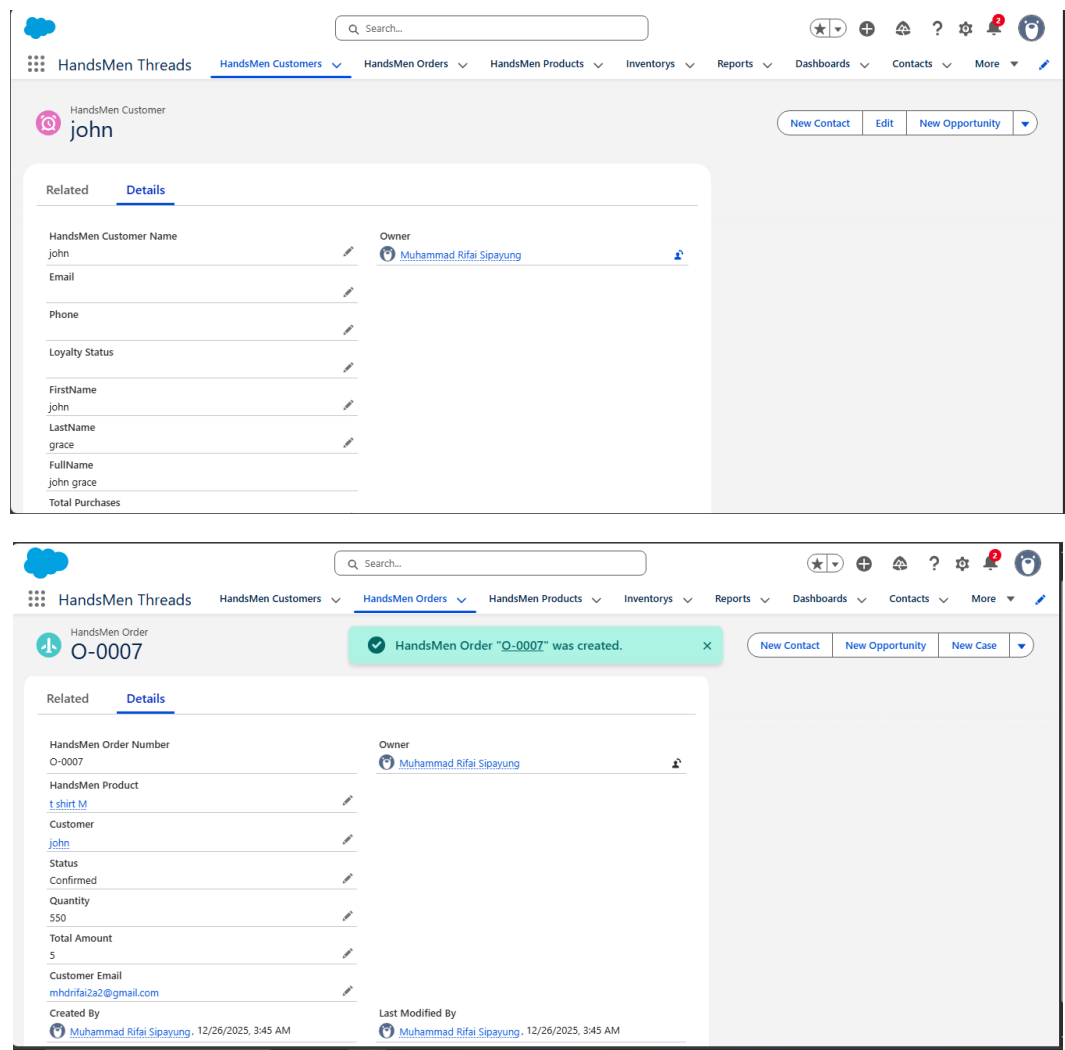 Search...
2
HandsMen Threads HandsMen Customers HandsMen Orders HandsMen Products Inventorys Reports Dashboards Contacts More
HandsMen Customer
john
New Contact Edit New Opportunity
Related Details
HandsMen Customer Name
john
Owner
Muhammad Rifai Sipayung
Email
Phone
Loyalty Status
FirstName
john
LastName
grace
FullName
john grace
Total Purchases
Search...
2
HandsMen Threads HandsMen Customers HandsMen Orders HandsMen Products Inventorys Reports Dashboards Contacts More
HandsMen Order
O-0007
HandsMen Order "O-0007" was created.
New Contact New Opportunity New Case
Related Details
HandsMen Order Number
O-0007
Owner
Muhammad Rifai Sipayung
HandsMen Product
t shirt M
Customer
john
Status
Confirmed
Quantity
550
Total Amount
5
Customer Email
mhdrifai2a2@gmail.com
Created By
Muhammad Rifai Sipayung, 12/26/2025, 3:45 AM
Last Modified By
Muhammad Rifai Sipayung, 12/26/2025, 3:45 AM